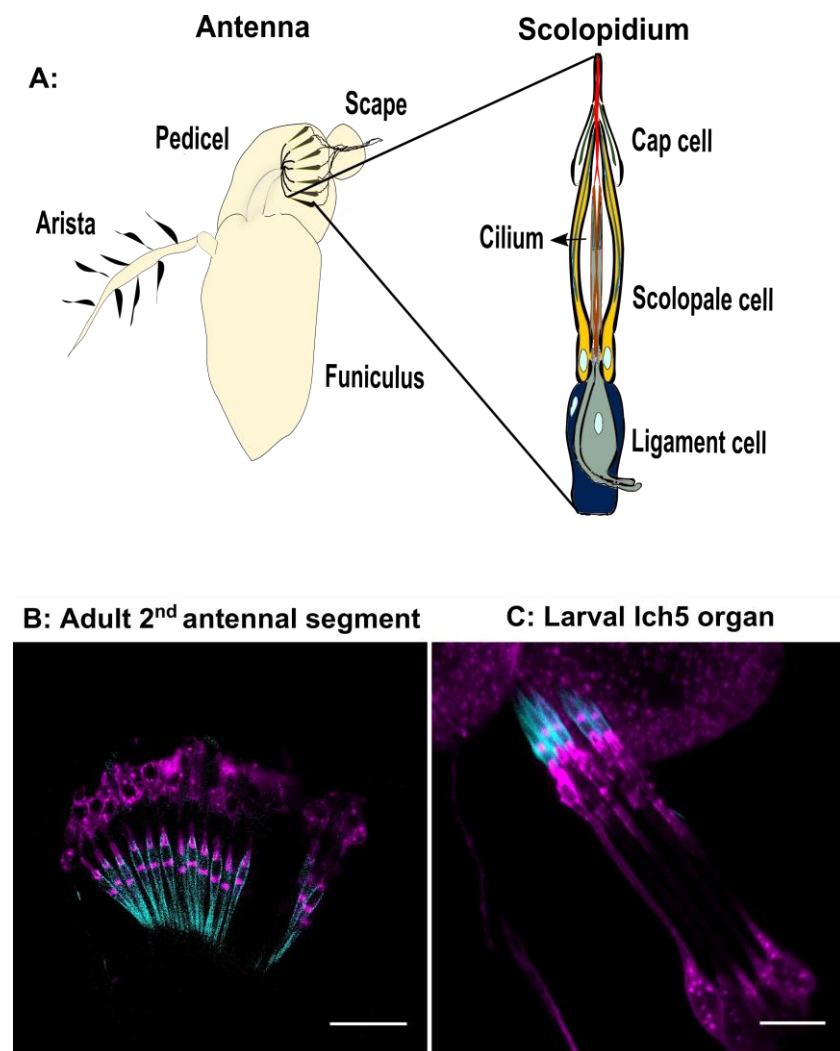 Antenna
Scolopidium
A:
Scape
Pedicel
Cap cell
Arista
Cilium
Scolopale cell
Funiculus
Ligament cell
B: Adult 2nd antennal segment
C: Larval lch5 organ